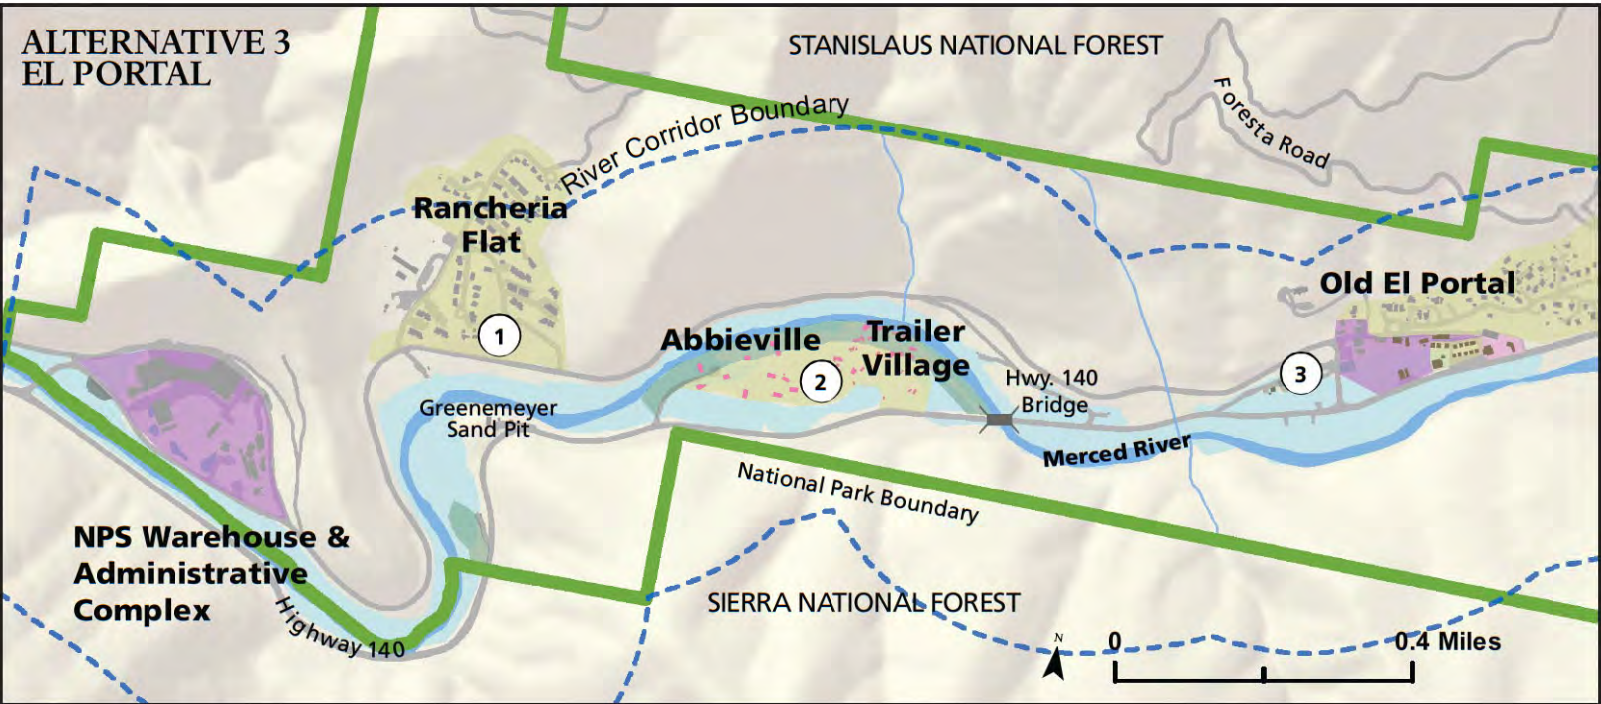 ALTERNATIVE 3
EL PORTAL
STANISLAUS NATIONAL FOREST
River Corridor Boundary
Foresta Road
Rancheria
Flat
Old El Portal
1
Abbieville
Trailer
Village
2
3
Hwy. 140
Bridge
Greenemeyer
Sand Pit
Merced River
National Park Boundary
NPS Warehouse &
Administrative
Complex
Highway 140
SIERRA NATIONAL FOREST
N
0
0.4 Miles